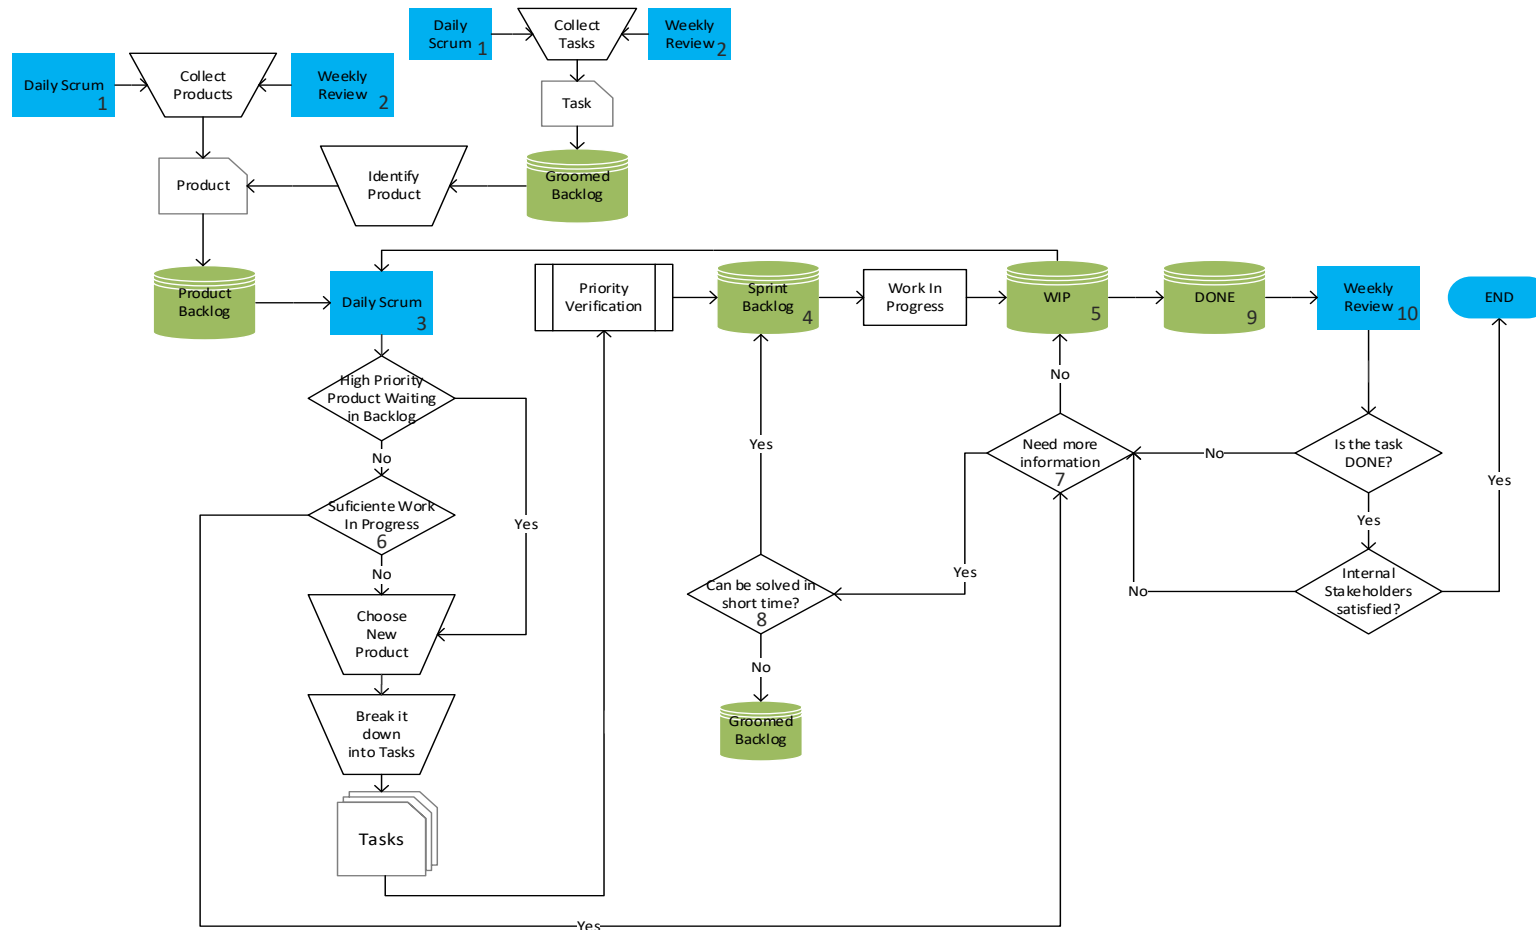 Daily
Scrum
1
Collect
Tasks
Weekly
Review
2
Daily Scrum
1
Collect
Products
Weekly
Review
2
Task
Product
Identify
Product
Groomed
Backlog
Product
Backlog
Daily Scrum
3
Priority
Verification
Sprint
Backlog
4
Work In
Progress
WIP
5
DONE
9
Weekly
Review
10
END
High Priority
Product Waiting
in Backlog
No
Yes
Suficiente Work
In Progress
6
No
Choose
New
Product
Break it
down
into Tasks
Tasks
Yes
No
Need more
information
7
Yes
Can be solved in
short time?
8
Yes
No
Groomed
Backlog
Is the task
DONE?
No
Yes
Internal
Stakeholders
satisfied?
No
Yes